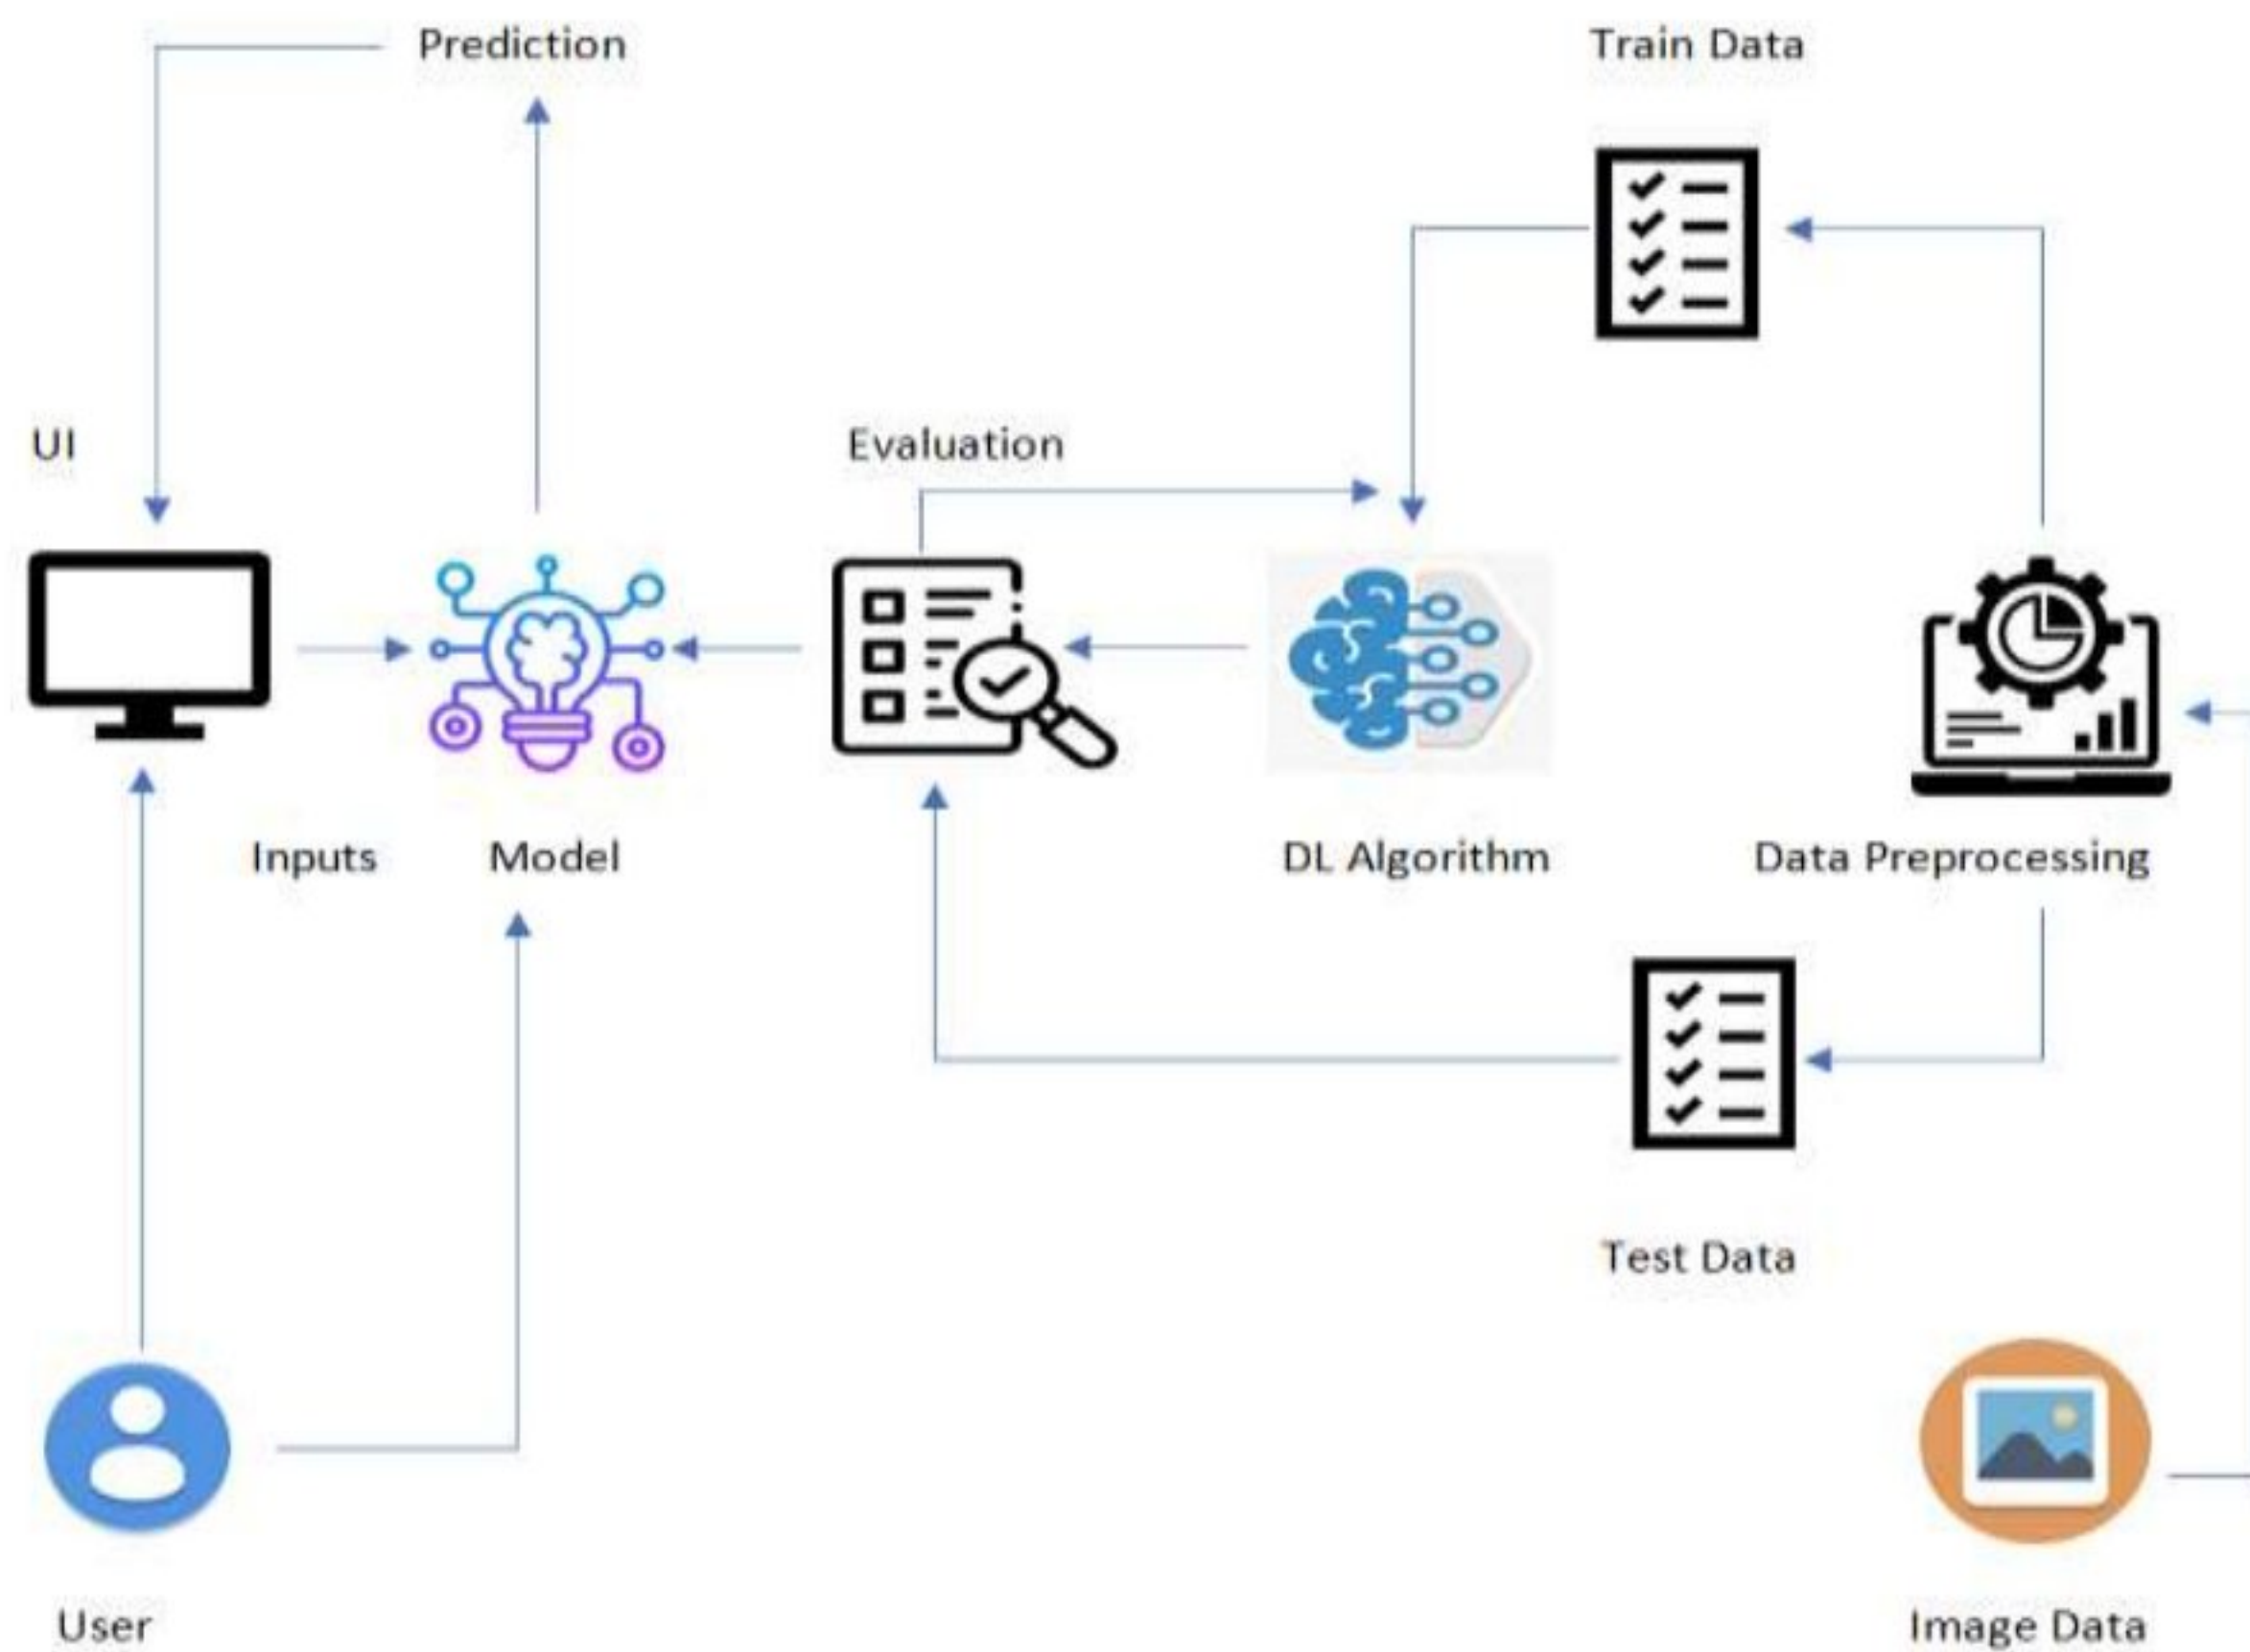 Prediction
Train Data
UI
Evaluation
Inputs
Model
DL Algorithm
Data Preprocessing
Test Data
User
Image Data